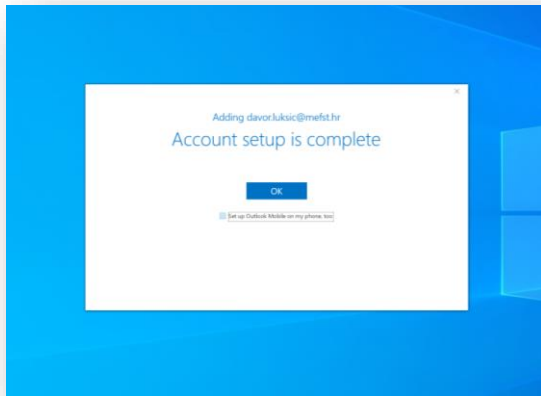 Adding davor.luksic@mefst.hr
Account setup is complete
OK
Set up Outlook Mobile on my phone, too